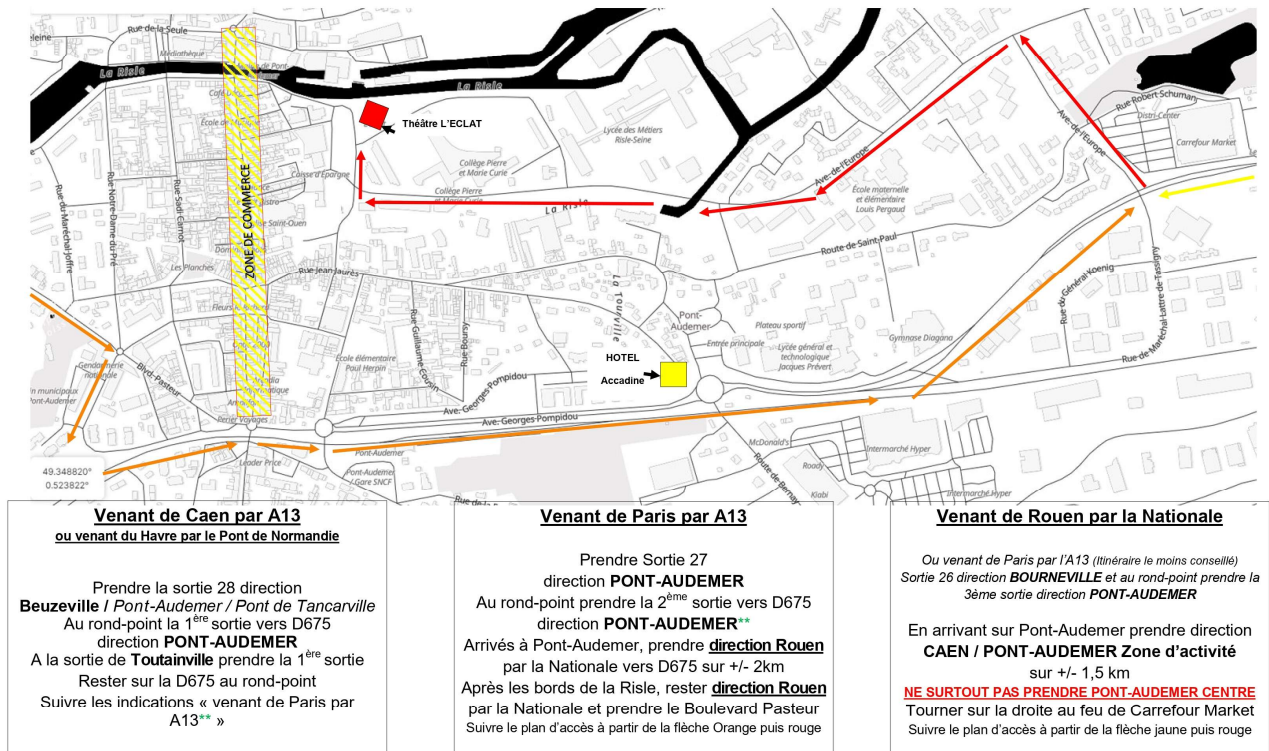 Rue de la Seule
eleine
Médiathèque
La Risle
La Risle
Théâtre L'ECLAT
Lycée des Métiers
Risle-Seine
Ave.-de-l'Europe
Rue Robert Schuman
Distri-Center
Carrefour Market
Collège Pierre
et Marie Curie
Caisse d'Epargne
Collège Pierre
et Marie Curie
La Risle
Ave.-de-l'Europe
École maternelle
et élémentaire
Louis Pergaud
Rue du Maréchal Joffre
Rue Notre-Dame du Pré
Rue Sadi-Carnot
ZONE DE COMMERCE
Les Planches
Rue Jean Jaurès
Route de Saint-Paul
La Tourville
Rue du Général Koenig
Rue de Maréchal Lattre de Tassigny
Pont-
Audemer
Plateau sportif
Entrée principale
Lycée général et
technologique
Jacques Prévert
Gymnase Diagana
HOTEL
Accadine
Gendarmerie
nationale
Blvd. Pasteur
École élémentaire
Paul Herpin
Rue Guillaume Cousin
Rue Bourny
Ave. Georges Pompidou
Ave. Georges Pompidou
n municipaux
Pont-Audemer
Périer Voyages
Leader Price
Pont-Audemer
Pont-Audemer
/ Gare SNCF
McDonald's
Route de Bernay
Roady
Kiabi
Intermarché Hyper
Intermarché Hyper
49.348820°
0.523822°
Venant de Caen par A13
ou venant du Havre par le Pont de Normandie
Prendre la sortie 28 direction
Beuzeville / Pont-Audemer / Pont de Tancarville
Au rond-point la 1ère sortie vers D675
direction PONT-AUDEMER
A la sortie de Toutainville prendre la 1ère sortie
Rester sur la D675 au rond-point
Suivre les indications « venant de Paris par
A13** »
Venant de Paris par A13
Prendre Sortie 27
direction PONT-AUDEMER
Au rond-point prendre la 2ème sortie vers D675
direction PONT-AUDEMER**
Arrivés à Pont-Audemer, prendre direction Rouen
par la Nationale vers D675 sur +/- 2km
Après les bords de la Risle, rester direction Rouen
par la Nationale et prendre le Boulevard Pasteur
Suivre le plan d'accès à partir de la flèche Orange puis rouge
Venant de Rouen par la Nationale
Ou venant de Paris par l'A13 (Itinéraire le moins conseillé)
Sortie 26 direction BOURNEVILLE et au rond-point prendre la
3ème sortie direction PONT-AUDEMER
En arrivant sur Pont-Audemer prendre direction
CAEN / PONT-AUDEMER Zone d'activité
sur +/- 1,5 km
NE SURTOUT PAS PRENDRE PONT-AUDEMER CENTRE
Tourner sur la droite au feu de Carrefour Market
Suivre le plan d'accès à partir de la flèche jaune puis rouge